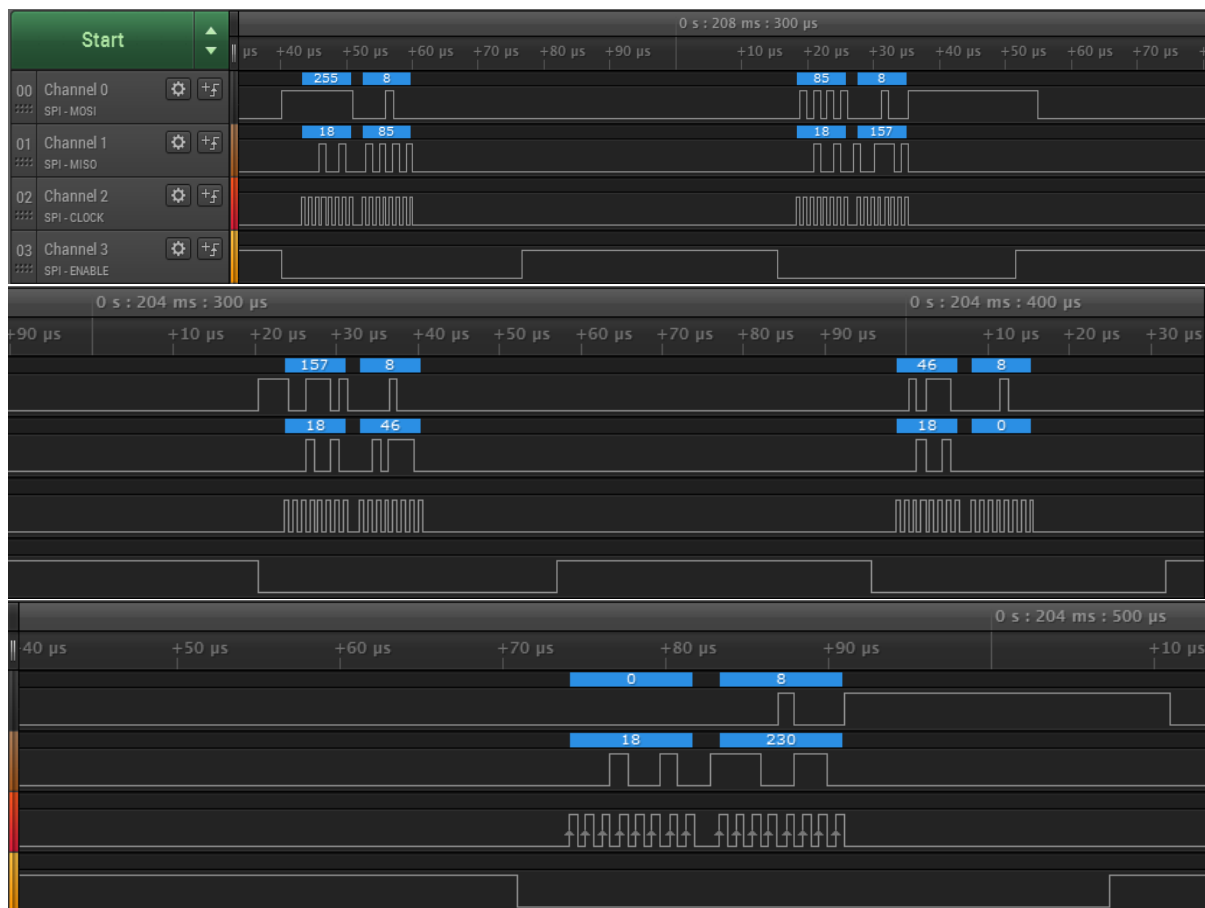 Start
0 s : 208 ms : 300 µs
µs +40 µs +50 µs +60 µs +70 µs +80 µs +90 µs +10 µs +20 µs +30 µs +40 µs +50 µs +60 µs +70 µs
00 Channel 0
SPI - MOSI
255 8 85 8
01 Channel 1
SPI - MISO
18 85 18 157
02 Channel 2
SPI - CLOCK
03 Channel 3
SPI - ENABLE
0 s : 204 ms : 300 µs 0 s : 204 ms : 400 µs
+90 µs +10 µs +20 µs +30 µs +40 µs +50 µs +60 µs +70 µs +80 µs +90 µs +10 µs +20 µs +30 µs
157 8 46 8
18 46 18 0
0 s : 204 ms : 500 µs
40 µs +50 µs +60 µs +70 µs +80 µs +90 µs +10 µs
0 8
18 230